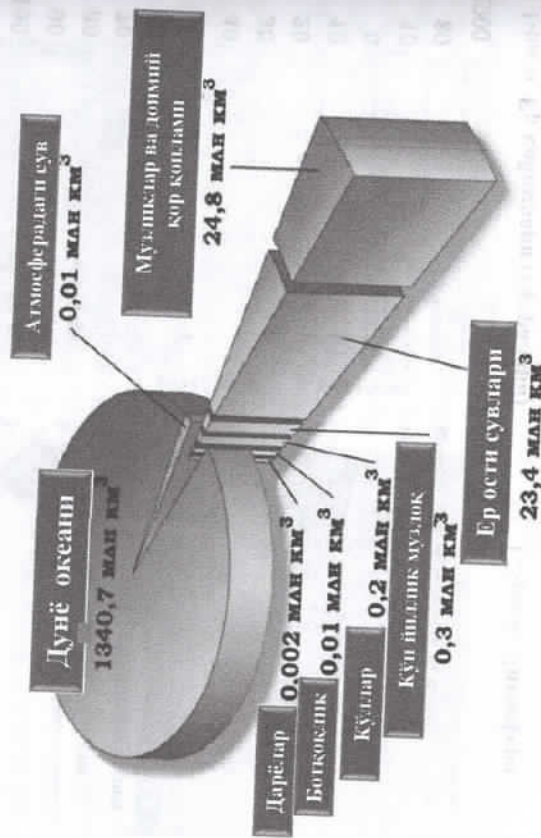 Дунё океани
1340,7 млн км³
Атмосферадаги сув
0,01 млн км³
Музликлар ва доимий
қор қоплами
24,8 млн км³
Дарёлар
0,002 млн км³
Ботқоқлик
0,01 млн км³
Кўллар
0,2 млн км³
Кўп йиллик музлоқ
0,3 млн км³
Ер ости сувлари
23,4 млн км³